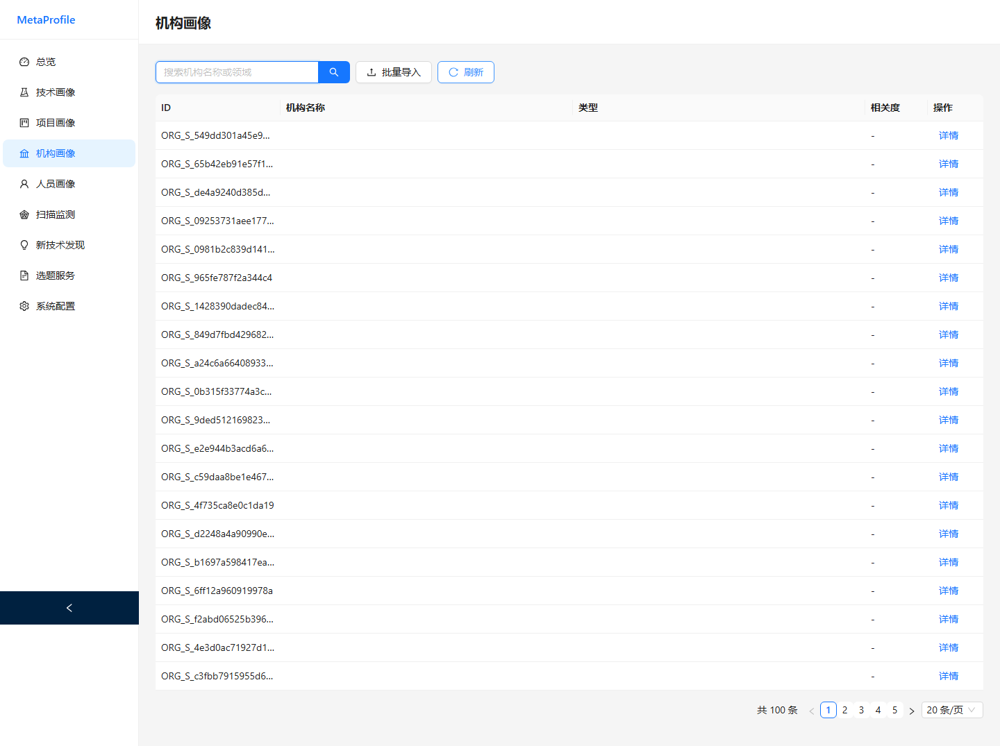 MetaProfile
机构画像
总览
技术画像
项目画像
机构画像
人员画像
扫描监测
新技术发现
选题服务
系统配置
搜索机构名称或领域
批量导入
刷新
ID 机构名称 类型 相关度 操作
ORG_S_549dd301a45e9... - 详情
ORG_S_65b42eb91e57f1... - 详情
ORG_S_de4a9240d385d... - 详情
ORG_S_09253731aee177... - 详情
ORG_S_0981b2c839d141... - 详情
ORG_S_965fe787f2a344c4 - 详情
ORG_S_1428390dadec84... - 详情
ORG_S_849d7fbd429682... - 详情
ORG_S_a24c6a66408933... - 详情
ORG_S_0b315f33774a3c... - 详情
ORG_S_9ded512169823... - 详情
ORG_S_e2e944b3acd6a6... - 详情
ORG_S_c59daa8be1e467... - 详情
ORG_S_4f735ca8e0c1da19 - 详情
ORG_S_d2248a4a90990e... - 详情
ORG_S_b1697a598417ea... - 详情
ORG_S_6ff12a960919978a - 详情
ORG_S_f2abd06525b396... - 详情
ORG_S_4e3d0ac71927d1... - 详情
ORG_S_c3fbb7915955d6... - 详情
共 100 条 1 2 3 4 5 20 条/页